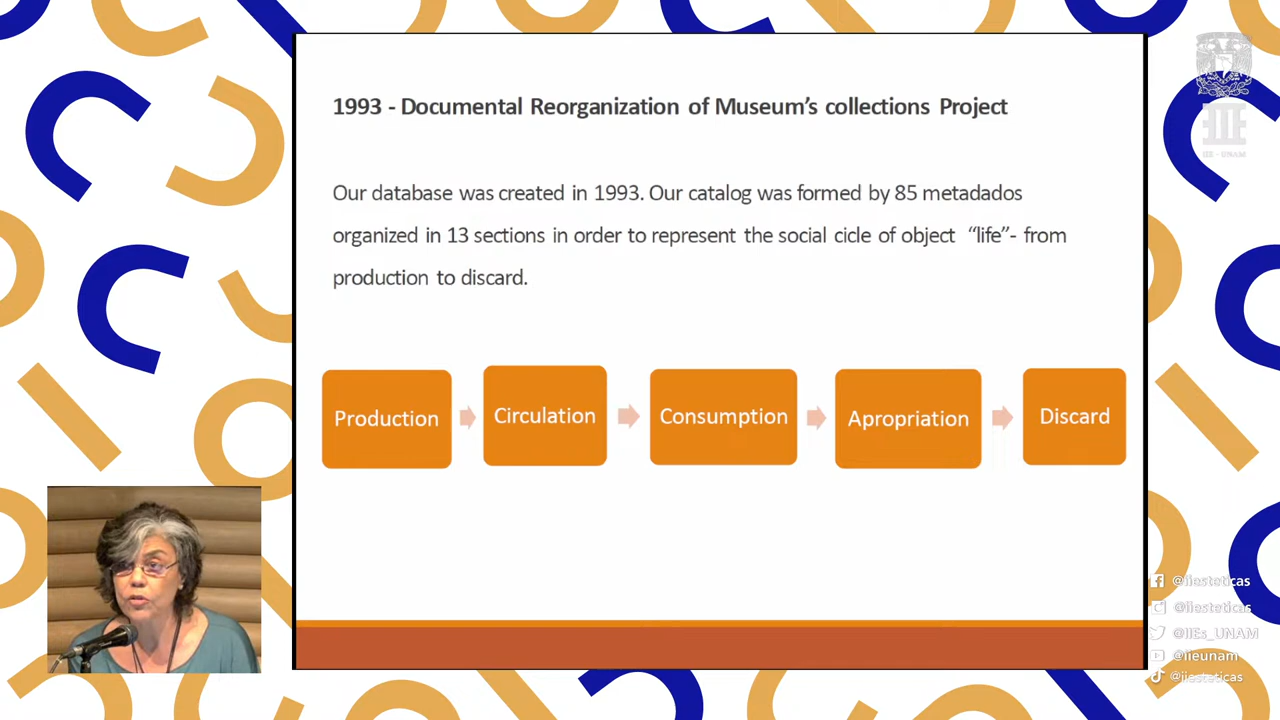 1993 - Documental Reorganization of Museum's collections Project
Our database was created in 1993. Our catalog was formed by 85 metadados
organized in 13 sections in order to represent the social cicle of object “life”- from
production to discard.
Production
Circulation
Consumption
Apropriation
Discard
IIE - UNAM
@iiesteticas
@iiesteticas
@IIEs_UNAM
@iieunam
@iiesteticas